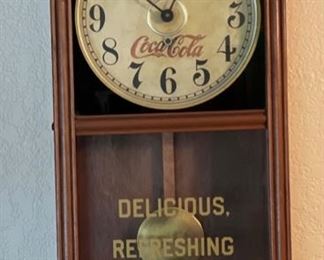 Coca-Cola
9 3
8 4
7 6 5
DELICIOUS,
REFRESHING